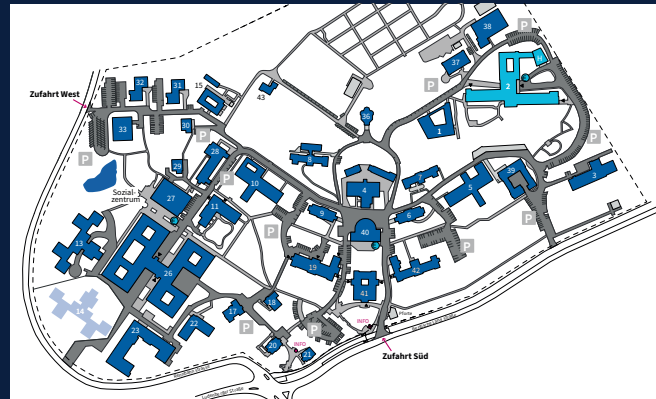 38
P
37
P
H
2
32
31
15
43
Zufahrt West
36
1
33
30
P
P
P
28
8
29
P
10
7
39
3
4
5
Sozial-
zentrum
27
11
9
6
P
40
P
P
13
26
19
42
41
14
18
17
22
P
P
INFO
Pforte
23
20
INFO
21
Zufahrt Süd